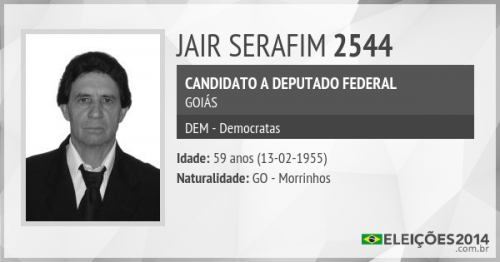 JAIR SERAFIM 2544
CANDIDATO A DEPUTADO FEDERAL
GOIÁS
DEM - Democratas
Idade: 59 anos (13-02-1955)
Naturalidade: GO - Morrinhos
ELEIÇÕES2014
.com.br